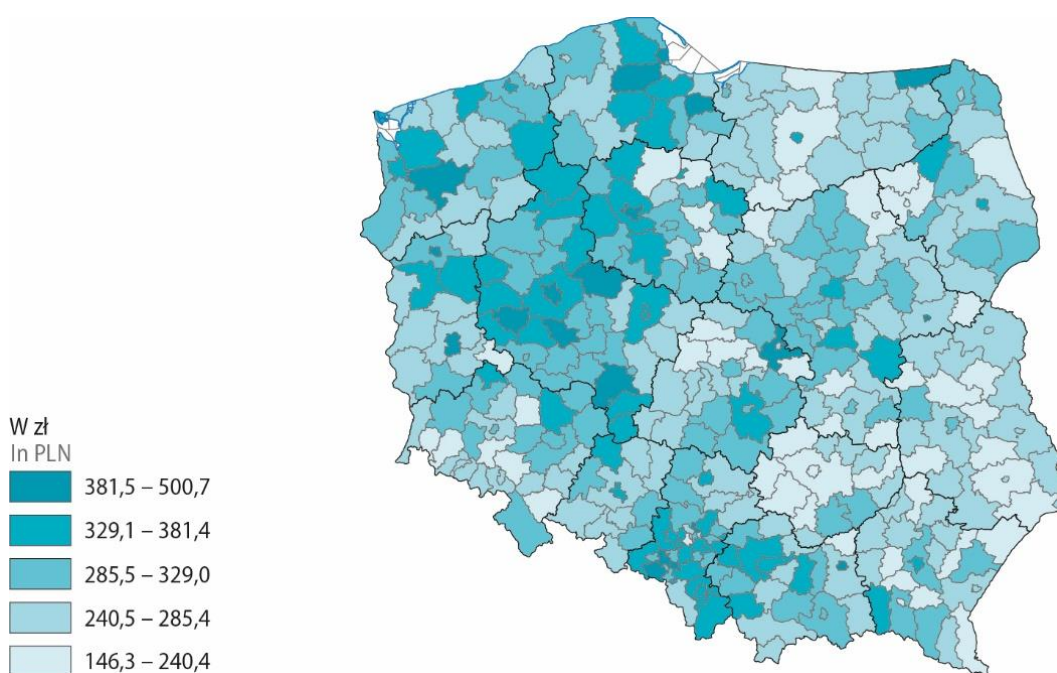 W zł
In PLN
381,5 – 500,7
329,1 – 381,4
285,5 – 329,0
240,5 – 285,4
146,3 – 240,4